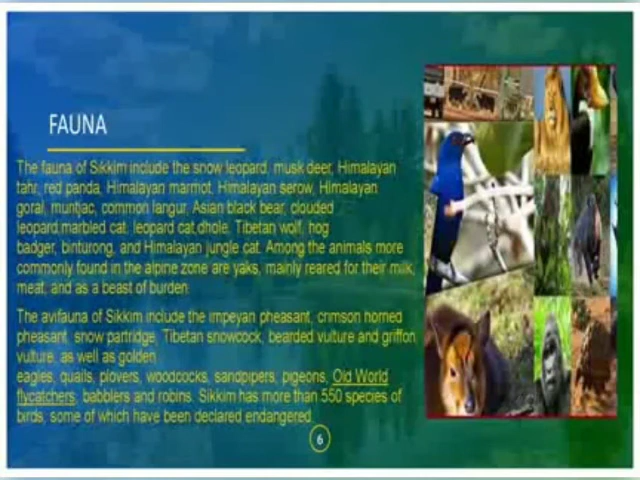 FAUNA
The fauna of Sikkim include the snow leopard, musk deer, Himalayan
tahr, red panda, Himalayan marmot, Himalayan serow, Himalayan
goral, muntjac, common langur, Asian black bear, clouded
leopard,marbled cat, leopard cat,dhole, Tibetan wolf, hog
badger, binturong, and Himalayan jungle cat. Among the animals more
commonly found in the alpine zone are yaks, mainly reared for their milk,
meat, and as a beast of burden.
The avifauna of Sikkim include the impeyan pheasant, crimson horned
pheasant, snow partridge, Tibetan snowcock, bearded vulture and griffon
vulture, as well as golden
eagles, quails, plovers, woodcocks, sandpipers, pigeons, Old World
flycatchers, babblers and robins. Sikkim has more than 550 species of
birds, some of which have been declared endangered.
6